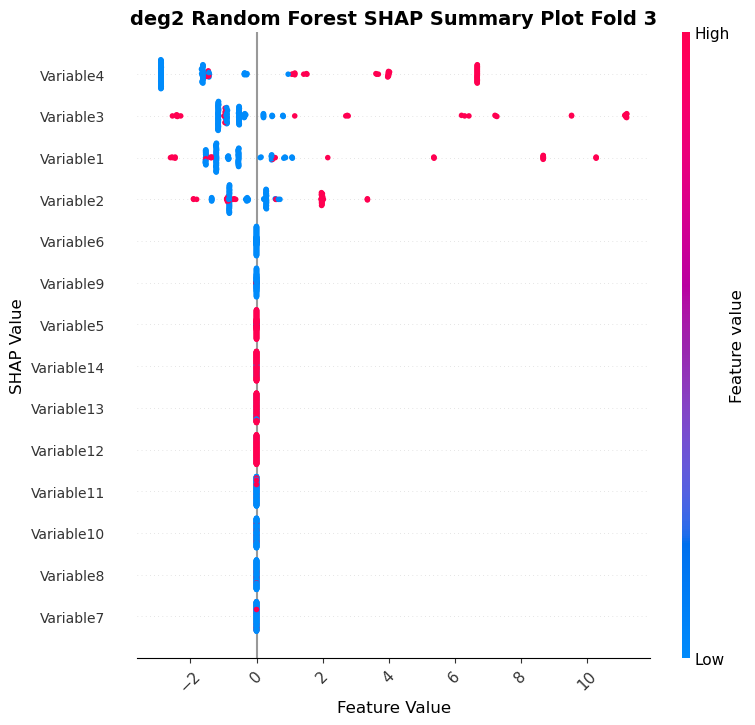 deg2 Random Forest SHAP Summary Plot Fold 3
High
Variable4
Variable3
Variable1
Variable2
Variable6
Variable9
Variable5
Variable14
Variable13
Variable12
Variable11
Variable10
Variable8
Variable7
SHAP Value
Feature value
Low
−2 0 2 4 6 8 10
Feature Value